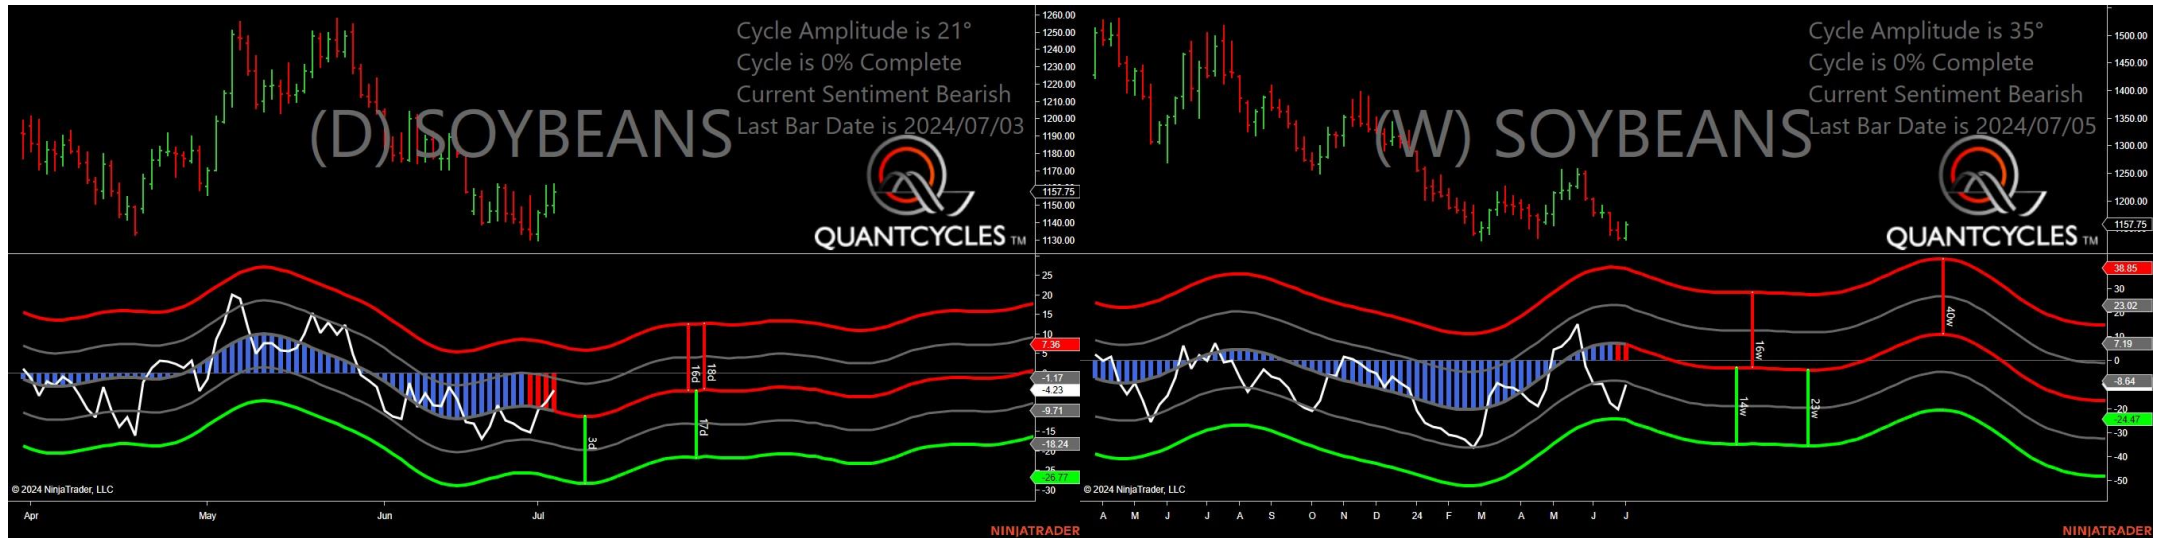 Cycle Amplitude is 21°
Cycle is 0% Complete
Current Sentiment Bearish
Last Bar Date is 2024/07/03
(D) SOYBEANS
QUANTCYCLES TM
1260.00
1250.00
1240.00
1230.00
1220.00
1210.00
1200.00
1190.00
1180.00
1170.00
1157.75
1150.00
1140.00
1130.00
25
20
15
10
7.36
5
-1.17
-4.23
-9.71
-15
-18.24
-20
-26.77
-30
3d
16d
18d
17d
© 2024 NinjaTrader, LLC
Apr May Jun Jul
NINJATRADER
Cycle Amplitude is 35°
Cycle is 0% Complete
Current Sentiment Bearish
Last Bar Date is 2024/07/05
(W) SOYBEANS
QUANTCYCLES TM
1500.00
1450.00
1400.00
1350.00
1300.00
1250.00
1200.00
1157.75
38.85
30
23.02
20
10
7.19
0
-8.64
-20
-24.47
-30
-40
-50
16w
14w
23w
40w
© 2024 NinjaTrader, LLC
A M J J A S O N D 24 F M A M J J
NINJATRADER